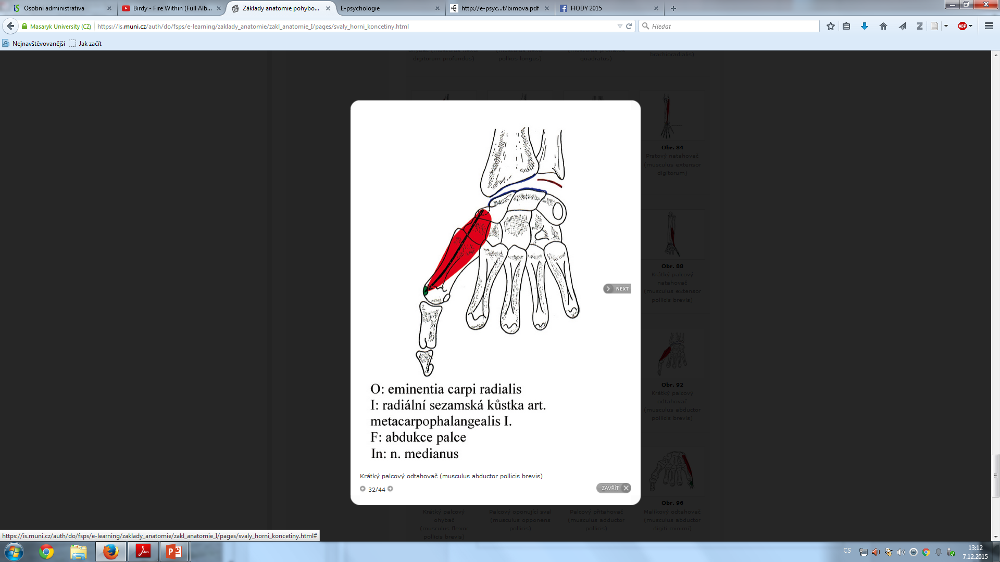 Osobní administrativa
Birdy - Fire Within (Full Alb...
Základy anatomie pohybo...
E-psychologie
http://e-psyc...f/bimova.pdf
HODY 2015
Masaryk University (CZ)
https://is.muni.cz/auth/do/fsps/e-learning/zaklady_anatomie/zakl_anatomie_I/pages/svaly_horni_koncetiny.html
Hledat
ABP
Nejnavštěvovanější
Jak začít
digitorum profundus)
pollicis longus)
quadratus)
brachioradialis)
Obr. 84
Prstový natahovač
(musculus extensor
digitorum)
Obr. 88
Krátký palcový
natahovač
(musculus extensor
pollicis brevis)
NEXT
Obr. 92
Krátký palcový
odtahovač
(musculus abductor
pollicis brevis)
O: eminentia carpi radialis
I: radiální sezamská kůstka art.
metacarpophalangealis I.
F: abdukce palce
In: n. medianus
Krátký palcový odtahovač (musculus abductor pollicis brevis)
32/44
ZAVŘÍT
Obr. 96
Malíkový odtahovač
(musculus abductor
digiti minimi)
Krátký palcový
ohybač
(musculus flexor
pollicis brevis)
Palcový oponující sval
(musculus opponens
pollicis)
Palcový přitahovač
(musculus adductor
pollicis)
https://is.muni.cz/auth/do/fsps/e-learning/zaklady_anatomie/zakl_anatomie_I/pages/svaly_horni_koncetiny.html#
CS
13:12
7.12.2015